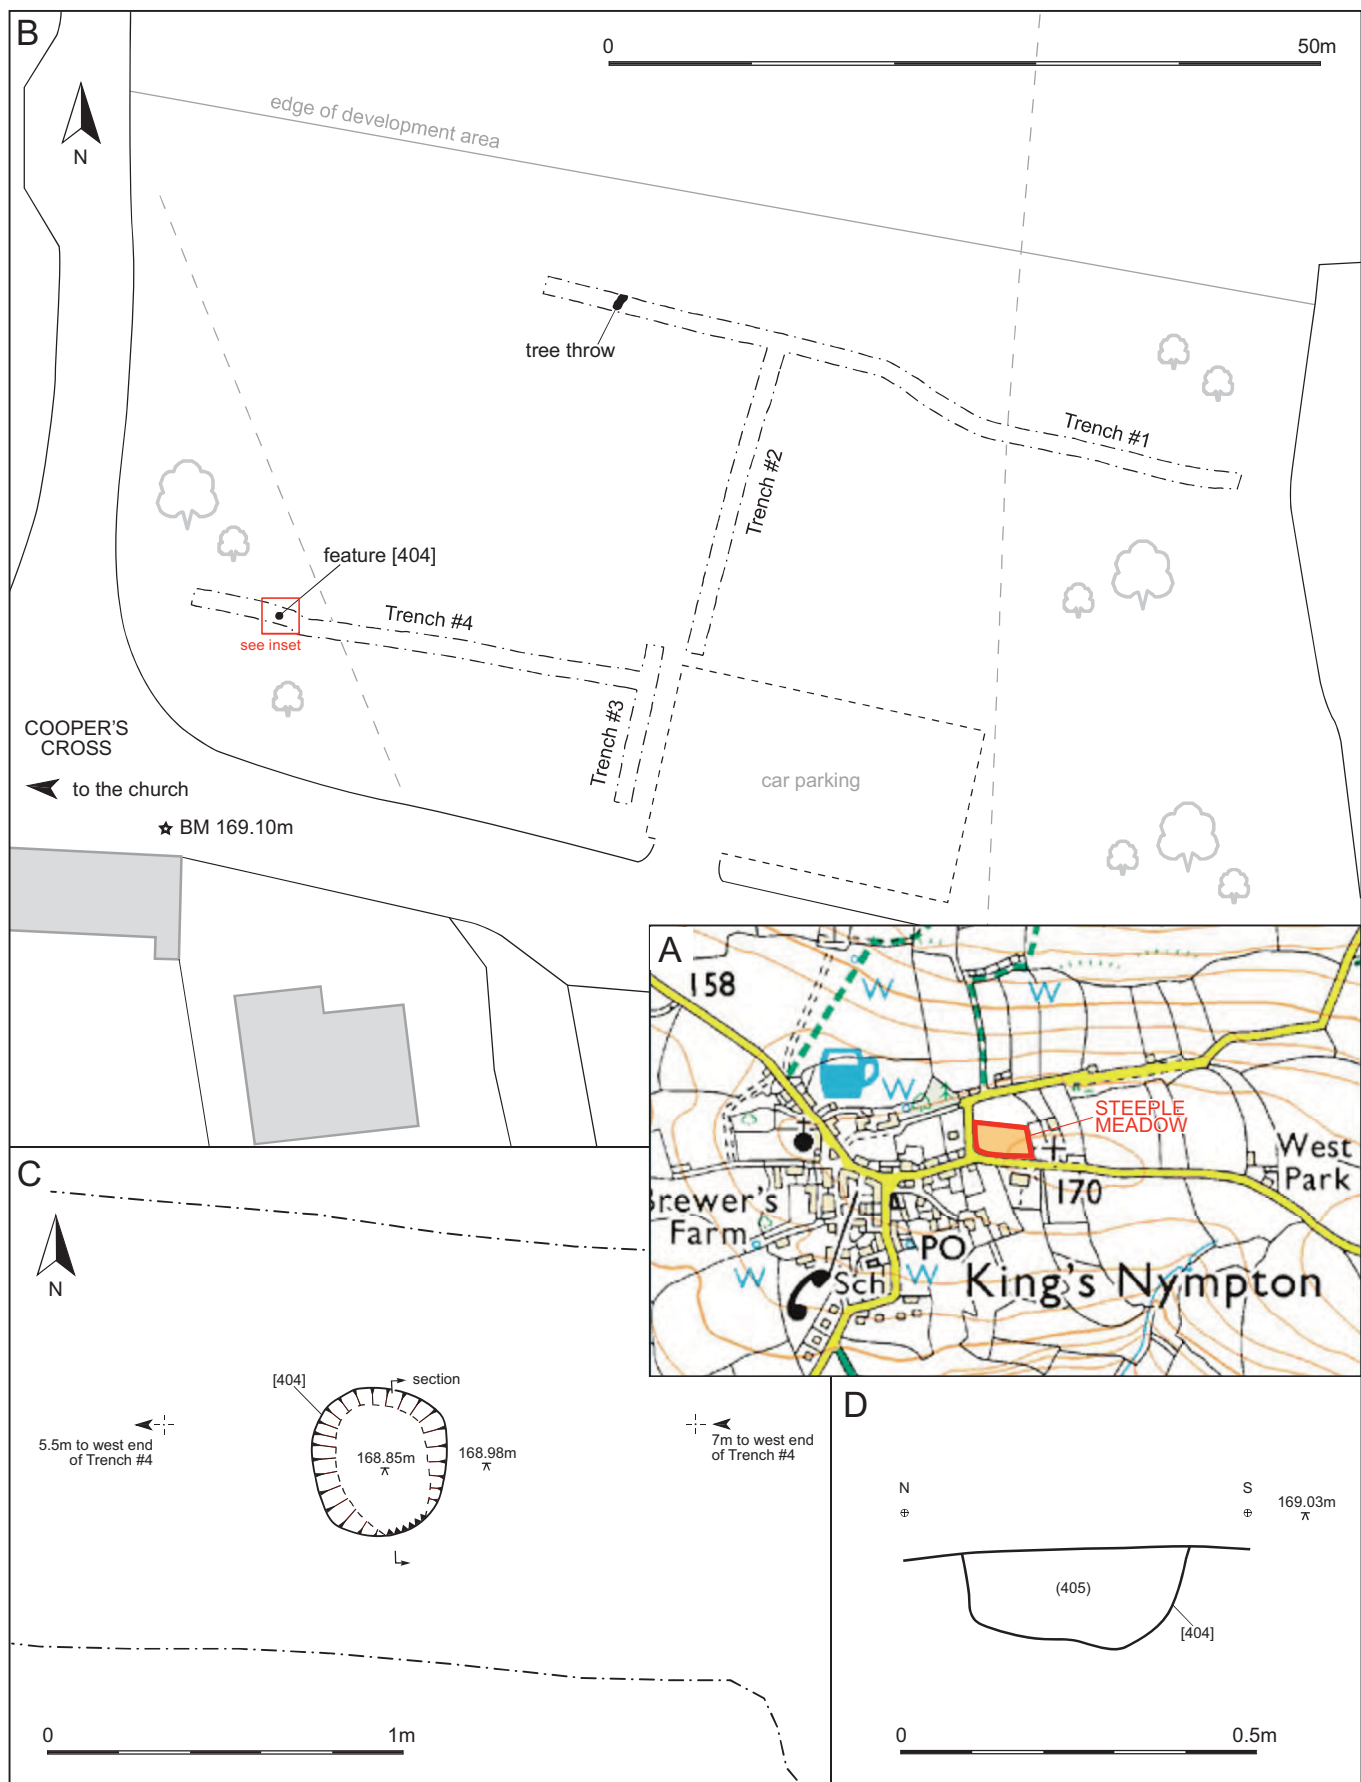 B
0 50m
edge of development area
N
tree throw
Trench #1
Trench #2
feature [404]
Trench #4
see inset
Trench #3
COOPER'S
CROSS
to the church
car parking
BM 169.10m
A
158
W
W
W
STEEPLE
MEADOW
West
Park
170
Brewer's
Farm
PO
W
W
Sch
King's Nympton
C
N
[404]
section
5.5m to west end
of Trench #4
168.85m
168.98m
7m to west end
of Trench #4
0 1m
D
N S
169.03m
(405)
[404]
0 0.5m